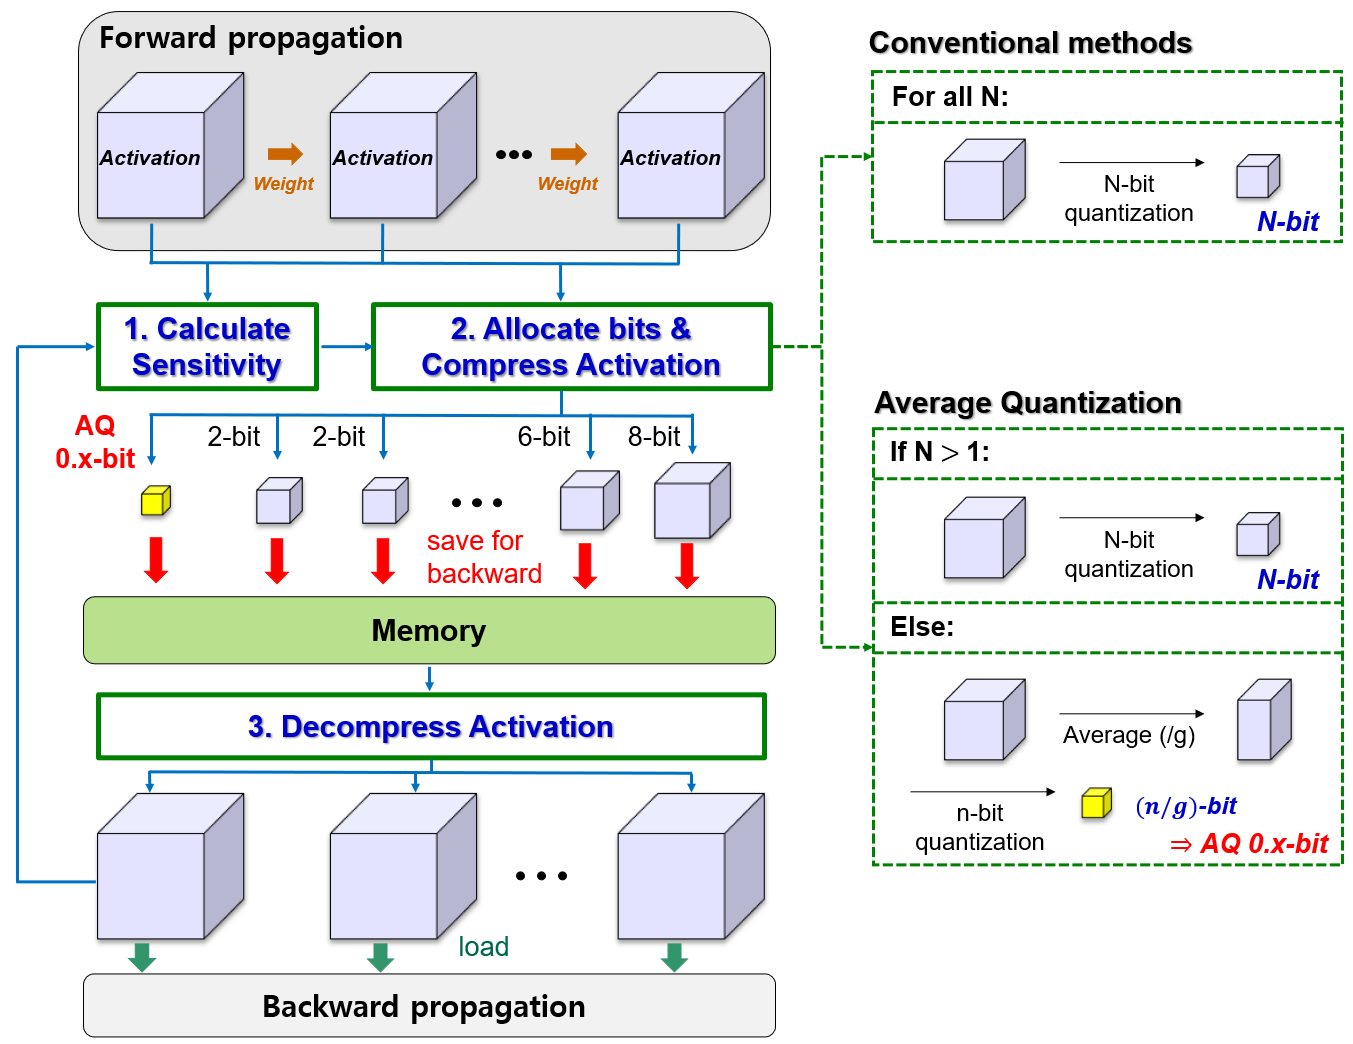 Forward propagation
Activation
Weight
Activation
•••
Weight
Activation
1. Calculate
Sensitivity
2. Allocate bits &
Compress Activation
AQ
0.x-bit
2-bit
2-bit
6-bit
8-bit
• • •
save for
backward
Memory
3. Decompress Activation
• • •
load
Backward propagation
Conventional methods
For all N:
N-bit
quantization
N-bit
Average Quantization
If N > 1:
N-bit
quantization
N-bit
Else:
Average (/g)
n-bit
quantization
(n/g)-bit
⇒ AQ 0.x-bit